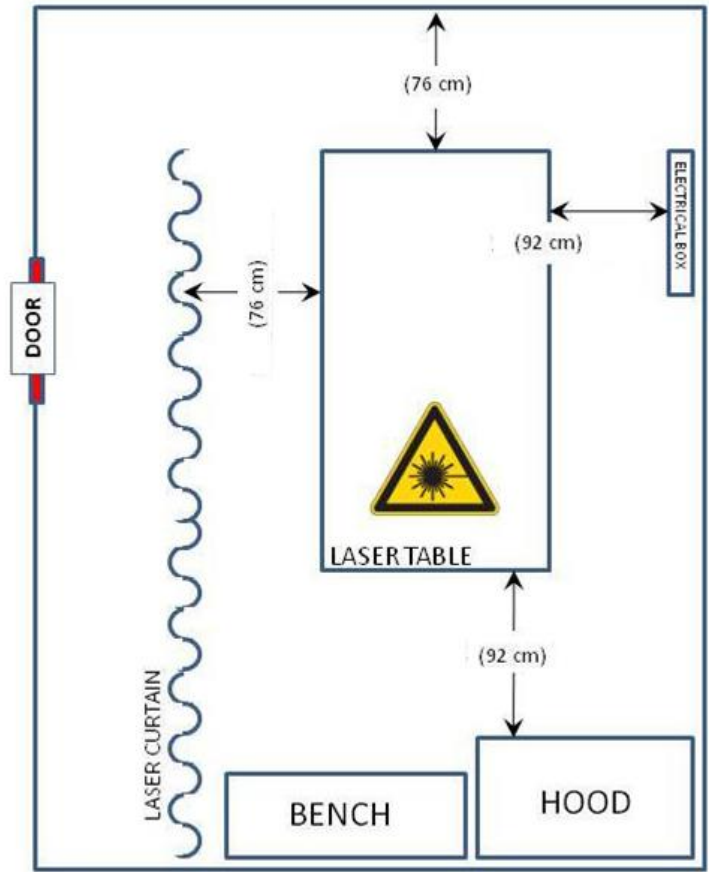 (76 cm)
ELECTRICAL BOX
(92 cm)
(76 cm)
DOOR
LASER TABLE
(92 cm)
LASER CURTAIN
BENCH
HOOD